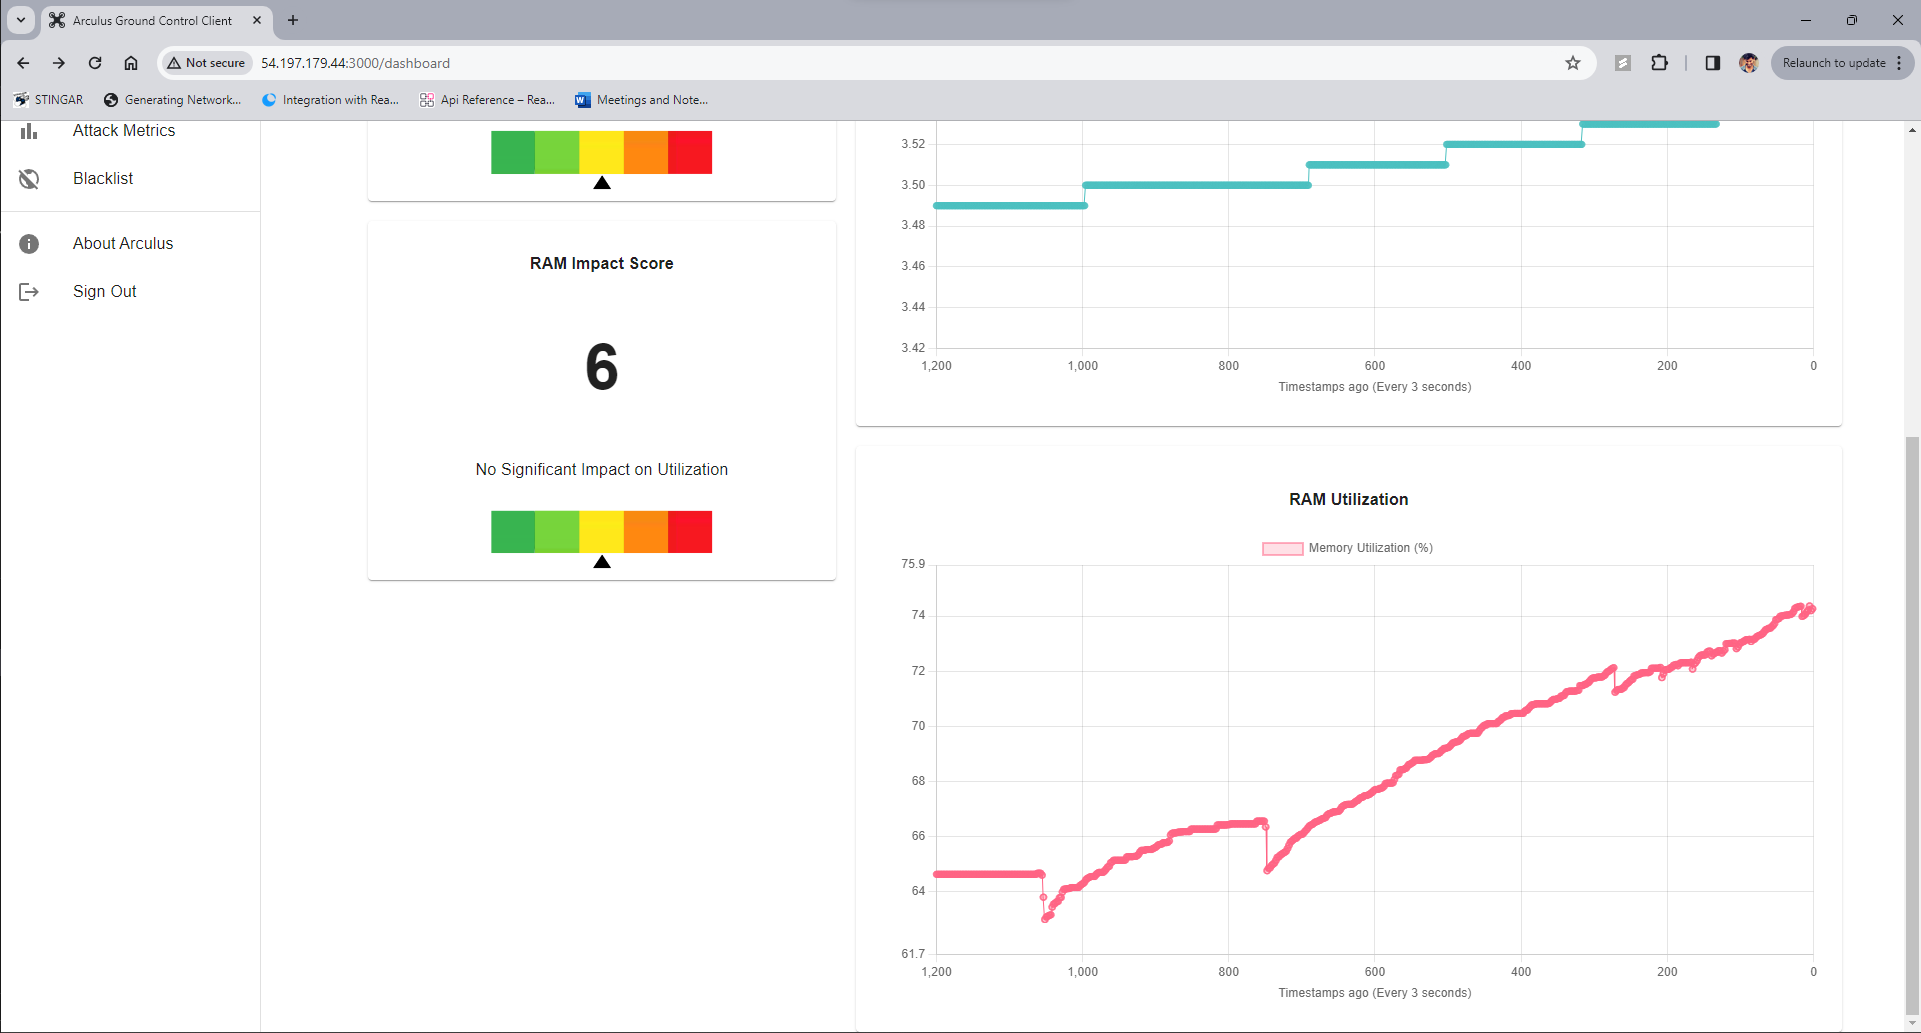 Arculus Ground Control Client
Not secure
54.197.179.44:3000/dashboard
Relaunch to update
STINGAR
Generating Network...
Integration with Rea...
Api Reference – Rea...
Meetings and Note...
Attack Metrics
Blacklist
About Arculus
Sign Out
RAM Impact Score
6
No Significant Impact on Utilization
3.52
3.50
3.48
3.46
3.44
3.42
1,200 1,000 800 600 400 200 0
Timestamps ago (Every 3 seconds)
RAM Utilization
Memory Utilization (%)
75.9
74
72
70
68
66
64
61.7
1,200 1,000 800 600 400 200 0
Timestamps ago (Every 3 seconds)